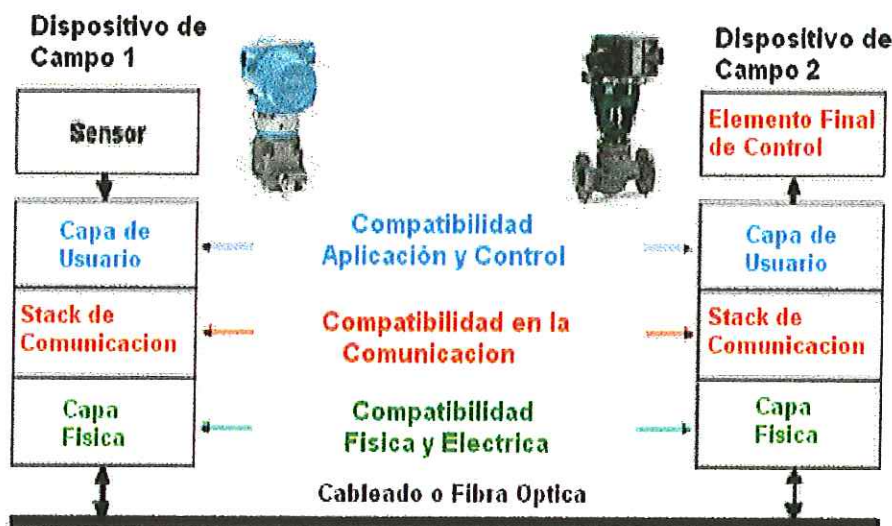 Dispositivo de
Campo 1
Sensor
Capa de
Usuario
Stack de
Comunicacion
Capa
Fisica
Compatibilidad
Aplicación y Control
Compatibilidad en la
Comunicacion
Compatibilidad
Fisica y Electrica
Cableado o Fibra Optica
Dispositivo de
Campo 2
Elemento Final
de Control
Capa de
Usuario
Stack de
Comunicacion
Capa
Fisica